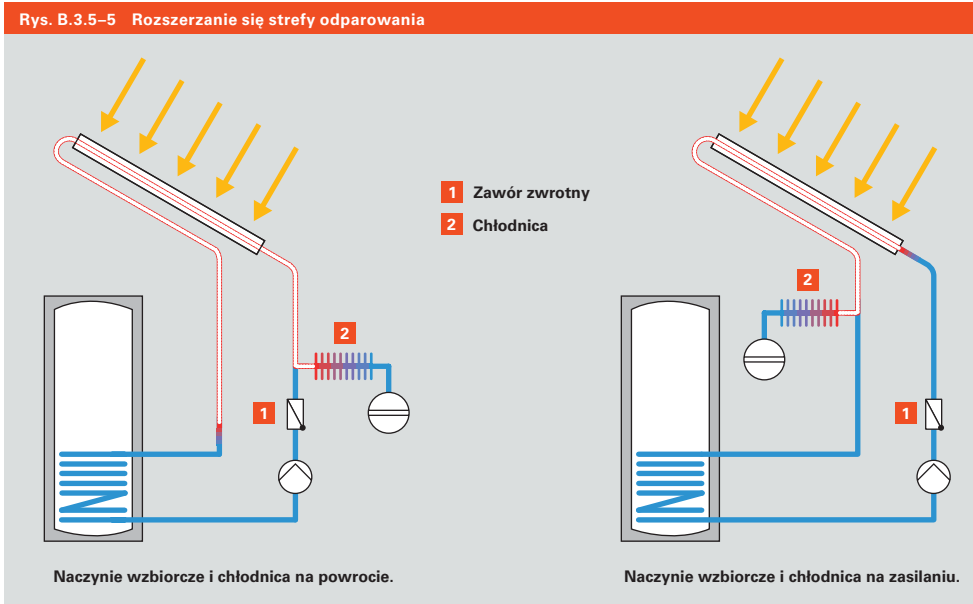 Rys. B.3.5–5 Rozszerzanie się strefy odparowania
1 Zawór zwrotny
2 Chłodnica
2
1
2
1
Naczynie wzbiorcze i chłodnica na powrocie.
Naczynie wzbiorcze i chłodnica na zasilaniu.